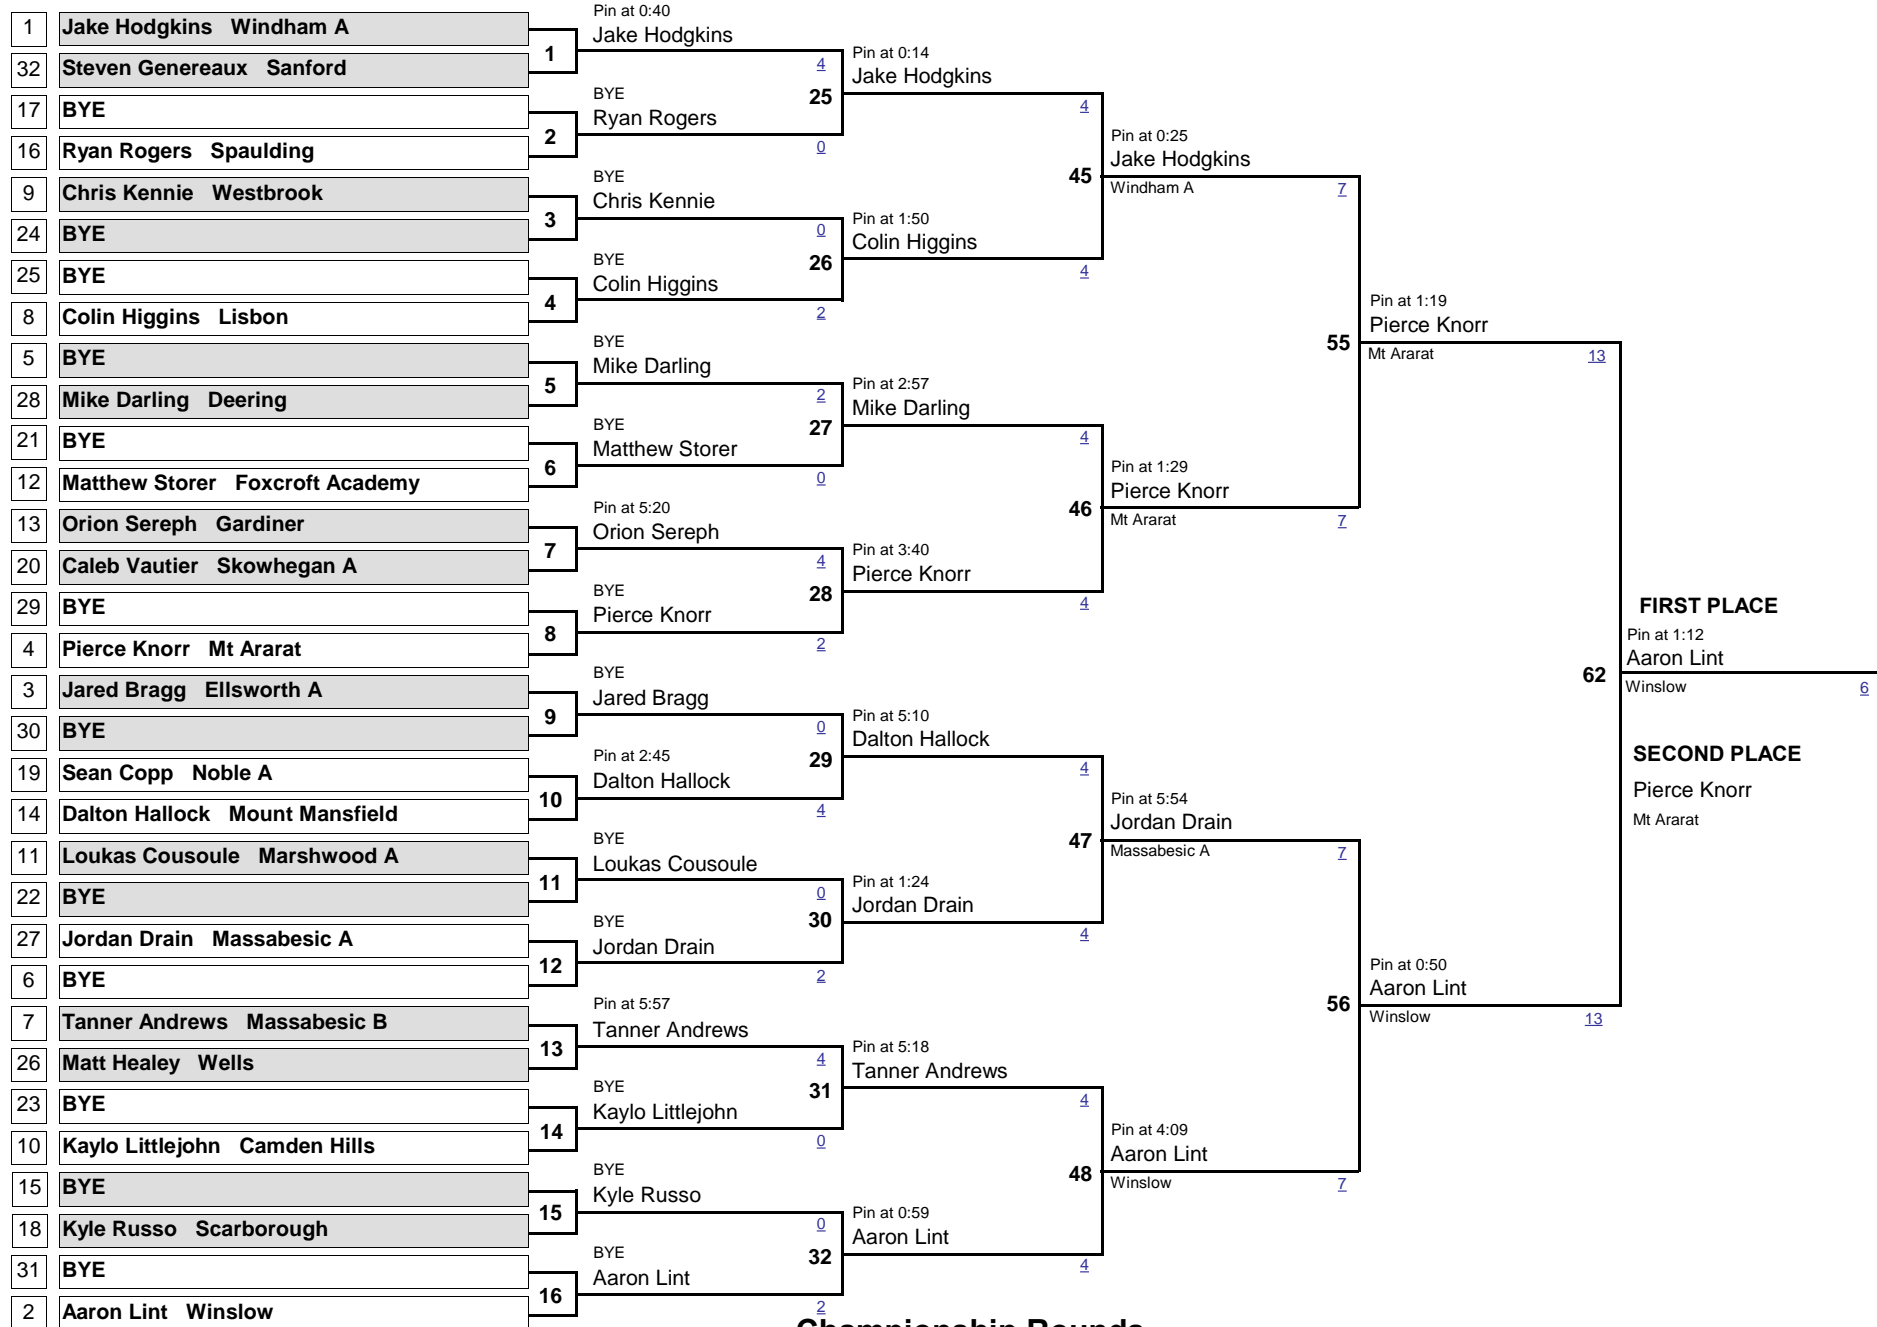 1 Jake Hodgkins Windham A
32 Steven Genereaux Sanford
17 BYE
16 Ryan Rogers Spaulding
9 Chris Kennie Westbrook
24 BYE
25 BYE
8 Colin Higgins Lisbon
5 BYE
28 Mike Darling Deering
21 BYE
12 Matthew Storer Foxcroft Academy
13 Orion Sereph Gardiner
20 Caleb Vautier Skowhegan A
29 BYE
4 Pierce Knorr Mt Ararat
3 Jared Bragg Ellsworth A
30 BYE
19 Sean Copp Noble A
14 Dalton Hallock Mount Mansfield
11 Loukas Cousoule Marshwood A
22 BYE
27 Jordan Drain Massabesic A
6 BYE
7 Tanner Andrews Massabesic B
26 Matt Healey Wells
23 BYE
10 Kaylo Littlejohn Camden Hills
15 BYE
18 Kyle Russo Scarborough
31 BYE
2 Aaron Lint Winslow
1
2
3
4
5
6
7
8
9
10
11
12
13
14
15
16
Pin at 0:40
Jake Hodgkins
4
BYE
Ryan Rogers
0
BYE
Chris Kennie
0
BYE
Colin Higgins
2
BYE
Mike Darling
2
BYE
Matthew Storer
0
Pin at 5:20
Orion Sereph
4
BYE
Pierce Knorr
2
BYE
Jared Bragg
0
Pin at 2:45
Dalton Hallock
4
BYE
Loukas Cousoule
0
BYE
Jordan Drain
2
Pin at 5:57
Tanner Andrews
4
BYE
Kaylo Littlejohn
0
BYE
Kyle Russo
0
BYE
Aaron Lint
2
25
26
27
28
29
30
31
32
Pin at 0:14
Jake Hodgkins
4
Pin at 1:50
Colin Higgins
4
Pin at 2:57
Mike Darling
4
Pin at 3:40
Pierce Knorr
4
Pin at 5:10
Dalton Hallock
4
Pin at 1:24
Jordan Drain
4
Pin at 5:18
Tanner Andrews
4
Pin at 0:59
Aaron Lint
4
45
46
47
48
Pin at 0:25
Jake Hodgkins
Windham A 7
Pin at 1:29
Pierce Knorr
Mt Ararat 7
Pin at 5:54
Jordan Drain
Massabesic A 7
Pin at 4:09
Aaron Lint
Winslow 7
55
56
Pin at 1:19
Pierce Knorr
Mt Ararat 13
Pin at 0:50
Aaron Lint
Winslow 13
62
FIRST PLACE
Pin at 1:12
Aaron Lint
Winslow 6
SECOND PLACE
Pierce Knorr
Mt Ararat
Championship Rounds